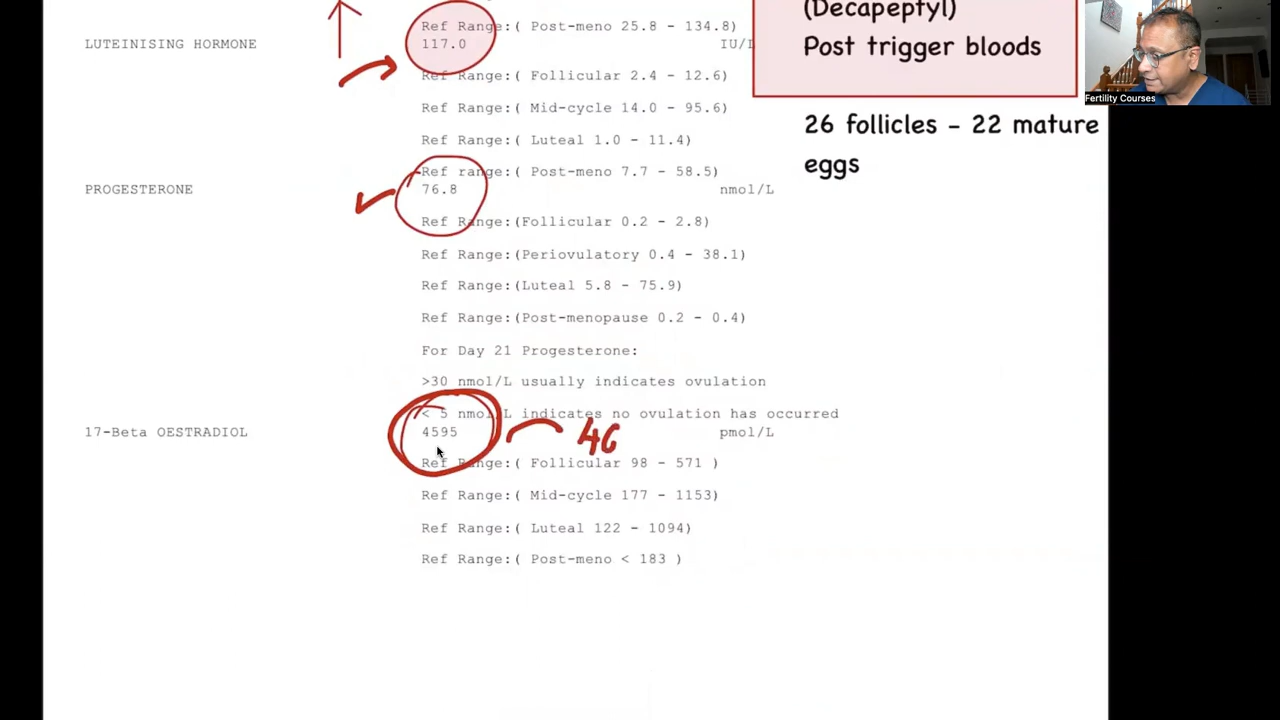 Ref Range:( Post-meno 25.8 - 134.8)
LUTEINISING HORMONE 117.0 IU/L
Ref Range:( Follicular 2.4 - 12.6)
Ref Range:( Mid-cycle 14.0 - 95.6)
Ref Range:( Luteal 1.0 - 11.4)
Ref range:( Post-meno 7.7 - 58.5)
PROGESTERONE 76.8 nmol/L
Ref Range:(Follicular 0.2 - 2.8)
Ref Range:(Periovulatory 0.4 - 38.1)
Ref Range:(Luteal 5.8 - 75.9)
Ref Range:(Post-menopause 0.2 - 0.4)
For Day 21 Progesterone:
>30 nmol/L usually indicates ovulation
< 5 nmol/L indicates no ovulation has occurred
17-Beta OESTRADIOL 4595 pmol/L
46
Ref Range:( Follicular 98 - 571 )
Ref Range:( Mid-cycle 177 - 1153)
Ref Range:( Luteal 122 - 1094)
Ref Range:( Post-meno < 183 )
(Decapeptyl)
Post trigger bloods
26 follicles - 22 mature
eggs
Fertility Courses